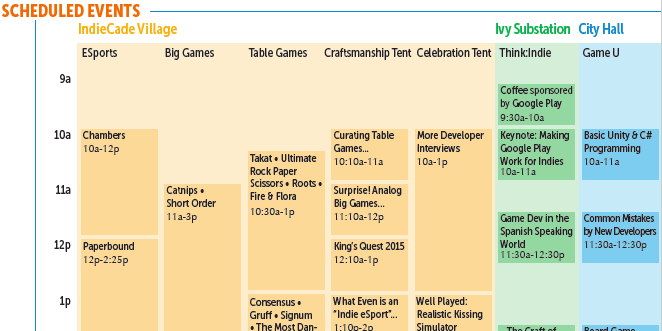 SCHEDULED EVENTS
IndieCade Village
Ivy Substation
City Hall
ESports
Big Games
Table Games
Craftsmanship Tent
Celebration Tent
Think:Indie
Game U
9a
Coffee sponsored
by Google Play
9:30a-10a
10a
Chambers
10a-12p
Curating Table
Games...
10:10a-11a
More Developer
Interviews
10a-1p
Keynote: Making
Google Play
Work for Indies
10a-11a
Basic Unity & C#
Programming
10a-11a
Takat • Ultimate
Rock Paper
Scissors • Roots •
Fire & Flora
10:30a-1p
11a
Catnips •
Short Order
11a-3p
Surprise! Analog
Big Games...
11:10a-12p
Game Dev in the
Spanish Speaking
World
11:30a-12:30p
Common Mistakes
by New Developers
11:30a-12:30p
12p
Paperbound
12p-2:25p
King's Quest 2015
12:10a-1p
1p
Consensus •
Gruff • Signum
• The Most Dan-
What Even is an
"Indie eSport"...
1:10p-2p
Well Played:
Realistic Kissing
Simulator
The Craft of
Board Game